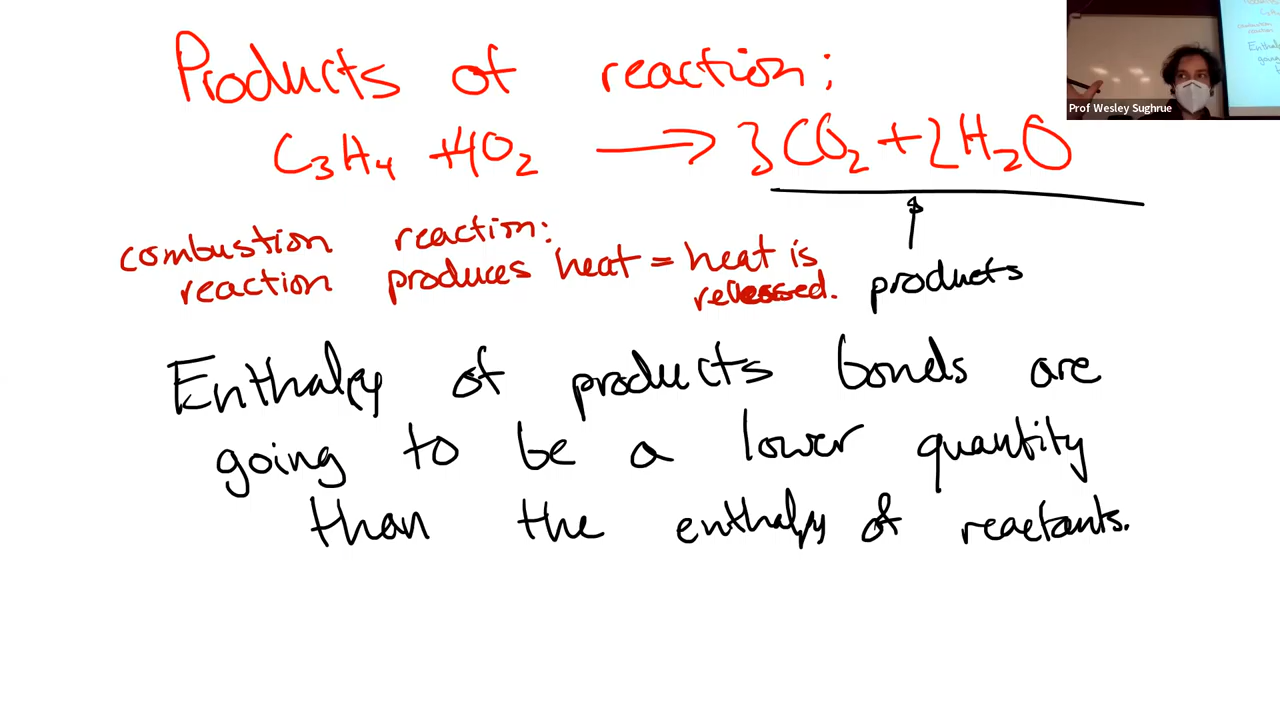 Products of reaction:
C₃H₄ + 4O₂ → 3CO₂ + 2H₂O
combustion reaction:
reaction produces heat = heat is
released.
products
Enthalpy of products bonds are
going to be a lower quantity
than the enthalpy of reactants.
Prof Wesley Sughrue